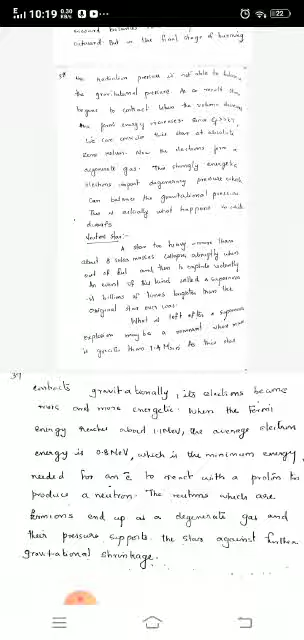 10:19
22
outward. But in the final stage of burning
38
the radiation pressure is not able to balance
the gravitational pressure. As a result star
begins to contract. When the volume decreases
the fermi energy increases. Since
We can consider this star at absolute
zero kelvin. Now the electrons form a
degenerate gas. This strongly energetic
electrons impart degeneracy pressure which
can balance the gravitational pressure
This is actually what happens in white
dwarfs
Neutron star:-
A star too heavy - more than
about 8 solar masses. Collapses abruptly when
out of fuel and then to explode violently
An event of this kind called a supernova
is billions of times brighter than the
original star ever was.
What is left after a supernova
explosion may be a remnant whose mass
is greater than 1.4 Msun As this star
39
contracts gravitationally, its electrons become
more and more energetic. When the Fermi
energy reaches about 1.1MeV, the average electron
energy is 0.8MeV, which is the minimum energy
needed for an e⁻ to react with a proton to
produce a neutron. The neutrons which are
fermions end up as a degenerate gas and
their pressure supports the star against further
gravitational shrinkage.